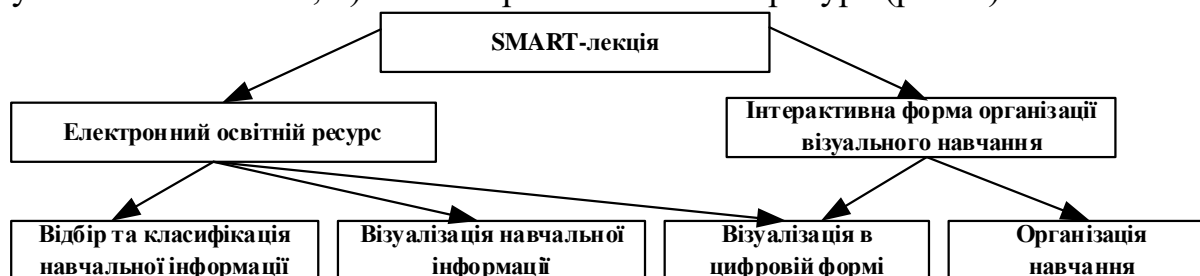 SMART-лекція
Електронний освітній ресурс
Інтерактивна форма організації
візуального навчання
Відбір та класифікація
навчальної інформації
Візуалізація навчальної
інформації
Візуалізація в
цифровій формі
Організація
навчання